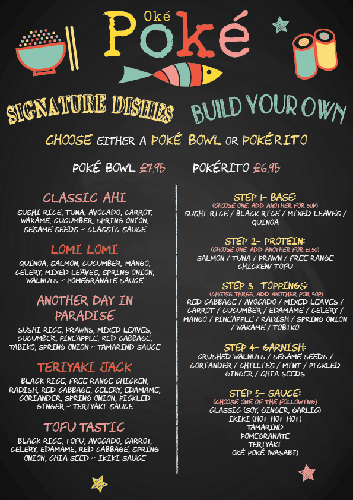 Oké
Poké
SIGNATURE DISHES
BUILD YOUR OWN
CHOOSE EITHER A POKÉ BOWL OR POKÉRITO
POKÉ BOWL £7.95
POKÉRITO £6.95
CLASSIC AHI
SUSHI RICE, TUNA, AVOCADO, CARROT,
WAKAME, CUCUMBER, SPRING ONION,
SESAME SEEDS - CLASSIC SAUCE
LOMI LOMI
QUINOA, SALMON, CUCUMBER, MANGO,
CELERY, MIXED LEAVES, SPRING ONION,
WALNUTS - POMEGRANATE SAUCE
ANOTHER DAY IN
PARADISE
SUSHI RICE, PRAWNS, MIXED LEAVES,
CUCUMBER, PINEAPPLE, RED CABBAGE,
TOBIKO, SPRING ONION - TAMARIND SAUCE
TERIYAKI JACK
BLACK RICE, FREE RANGE CHICKEN,
RADISH, RED CABBAGE, CELERY, EDAMAME,
CORIANDER, SPRING ONION, PICKLED
GINGER - TERIYAKI SAUCE
TOFU TASTIC
BLACK RICE, TOFU, AVOCADO, CARROT,
CELERY, EDAMAME, RED CABBAGE, SPRING
ONION, CHIA SEED - IKIKI SAUCE
STEP 1- BASE:
(CHOOSE ONE. ADD ANOTHER FOR 50P)
SUSHI RICE / BLACK RICE / MIXED LEAVES /
QUINOA
STEP 2- PROTEIN:
(CHOOSE ONE. ADD ANOTHER FOR £1.50)
SALMON / TUNA / PRAWN / FREE RANGE
CHICKEN/ TOFU
STEP 3- TOPPINGS:
(CHOOSE THREE. ADD ANOTHER FOR 50P)
RED CABBAGE / AVOCADO / MIXED LEAVES /
CARROT / CUCUMBER / EDAMAME / CELERY /
MANGO / PINEAPPLE / RADISH / SPRING ONION
/ WAKAME / TOBIKO
STEP 4- GARNISH:
CRUSHED WALNUTS / SESAME SEEDS /
CORIANDER / CHILLIES / MINT / PICKLED
GINGER / CHIA SEEDS
STEP 5- SAUCE:
(CHOOSE ONE OF THE FOLLOWING)
CLASSIC (SOY, GINGER, GARLIC)
IKIKI (HOT! HOT! HOT!)
TAMARIND
POMEGRANATE
TERIYAKI
OKÉ POKÉ (WASABI)